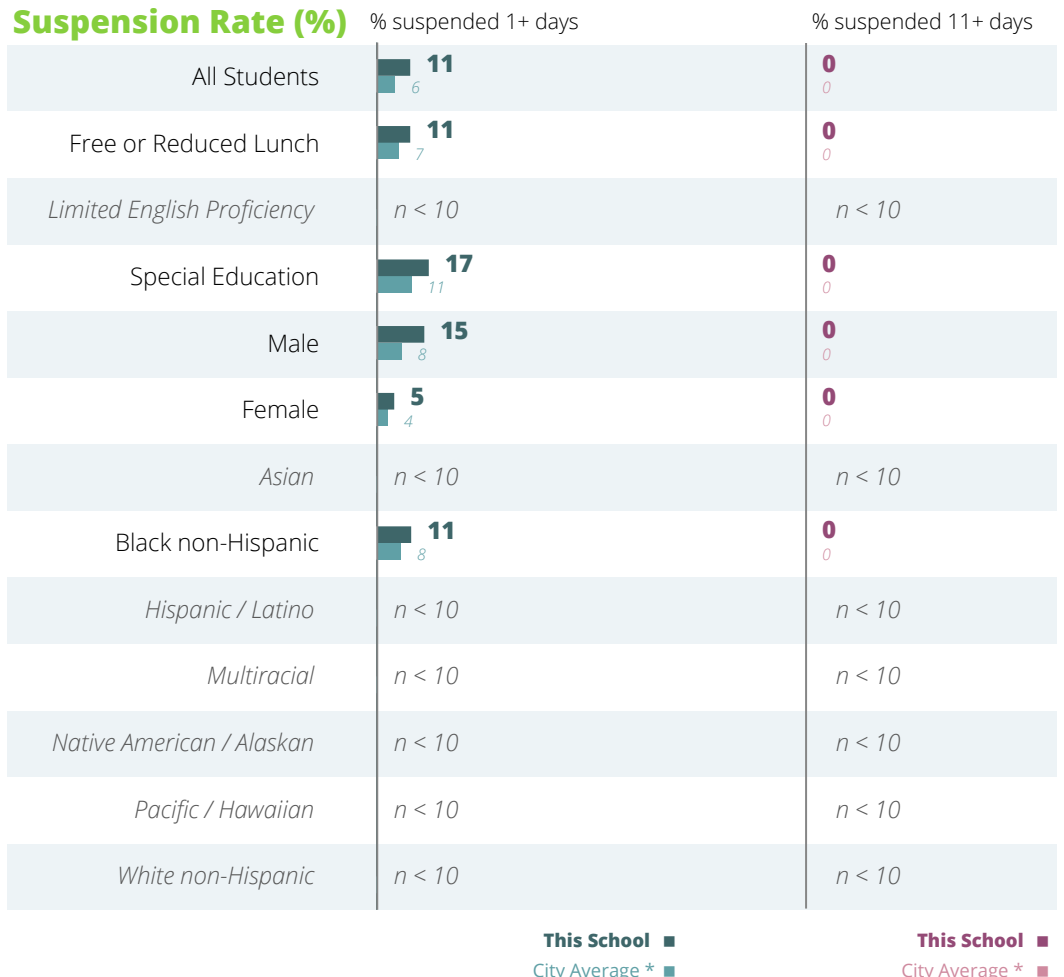 Suspension Rate (%) % suspended 1+ days % suspended 11+ days
All Students 11 0
6 0
Free or Reduced Lunch 11 0
7 0
Limited English Proficiency n < 10 n < 10
Special Education 17 0
11 0
Male 15 0
8 0
Female 5 0
4 0
Asian n < 10 n < 10
Black non-Hispanic 11 0
8 0
Hispanic / Latino n < 10 n < 10
Multiracial n < 10 n < 10
Native American / Alaskan n < 10 n < 10
Pacific / Hawaiian n < 10 n < 10
White non-Hispanic n < 10 n < 10
This School This School
City Average * City Average *